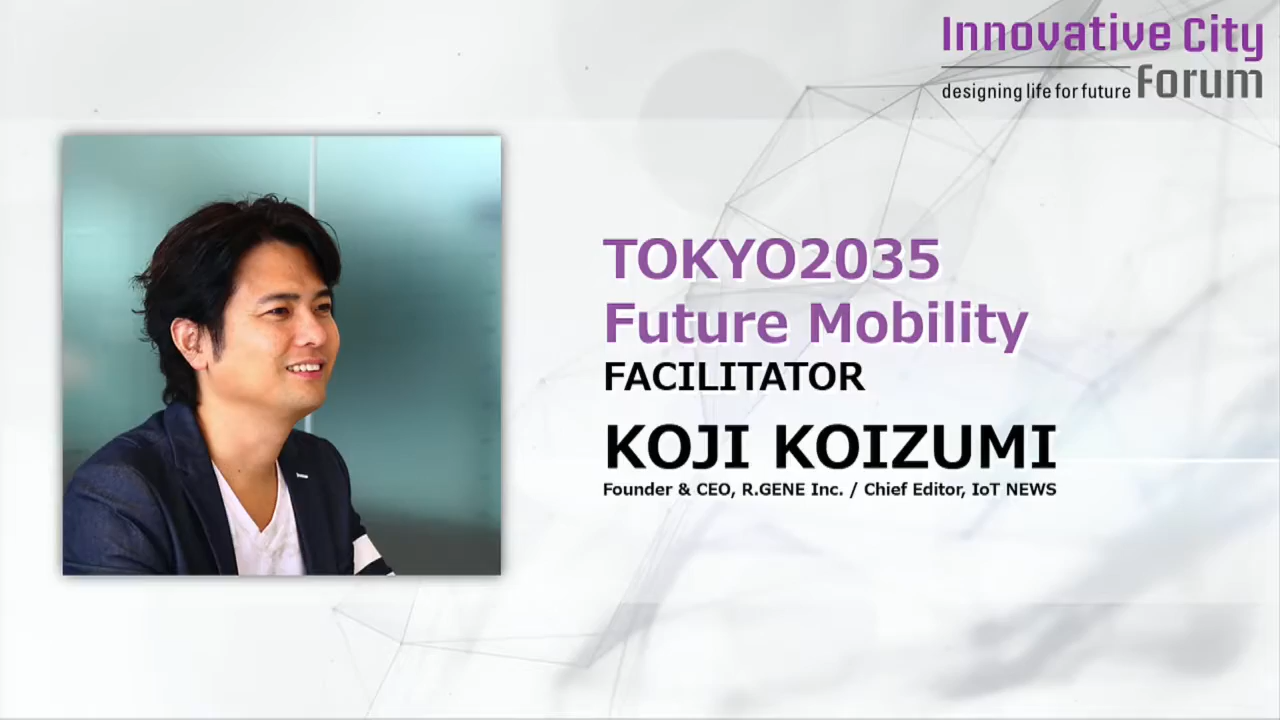 Innovative City
designing life for future Forum
TOKYO2035
Future Mobility
FACILITATOR
KOJI KOIZUMI
Founder & CEO, R.GENE Inc. / Chief Editor, IoT NEWS